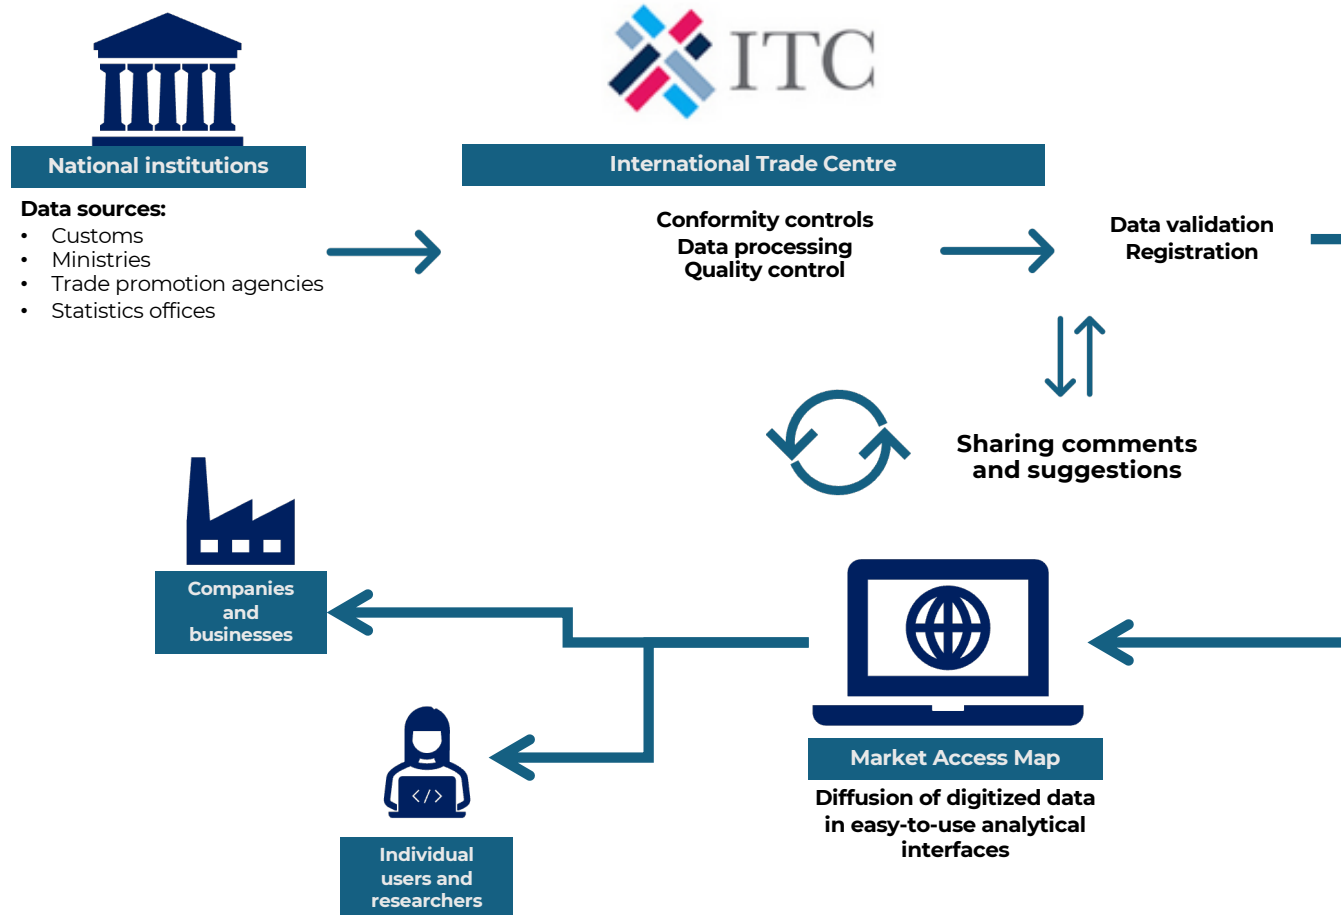 ITC
National institutions
International Trade Centre
Data sources:
• Customs
• Ministries
• Trade promotion agencies
• Statistics offices
Conformity controls
Data processing
Quality control
Data validation
Registration
Sharing comments
and suggestions
Companies
and
businesses
</>
Individual
users and
researchers
Market Access Map
Diffusion of digitized data
in easy-to-use analytical
interfaces